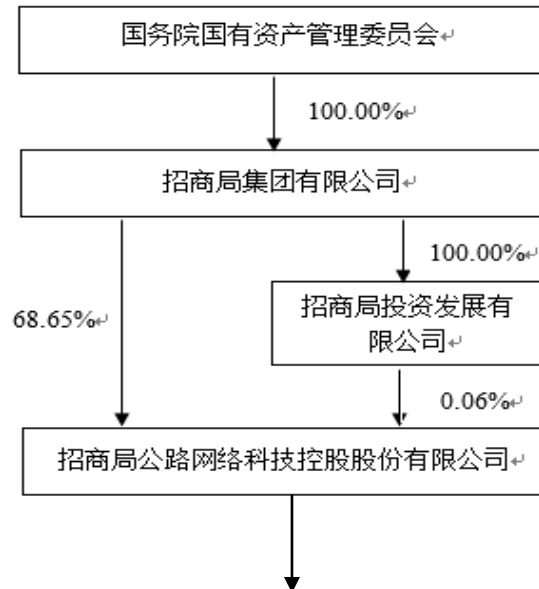 国务院国有资产管理委员会↵
100.00%↵
招商局集团有限公司↵
100.00%↵
68.65%↵
招商局投资发展有
限公司↵
0.06%↵
招商局公路网络科技控股股份有限公司↵